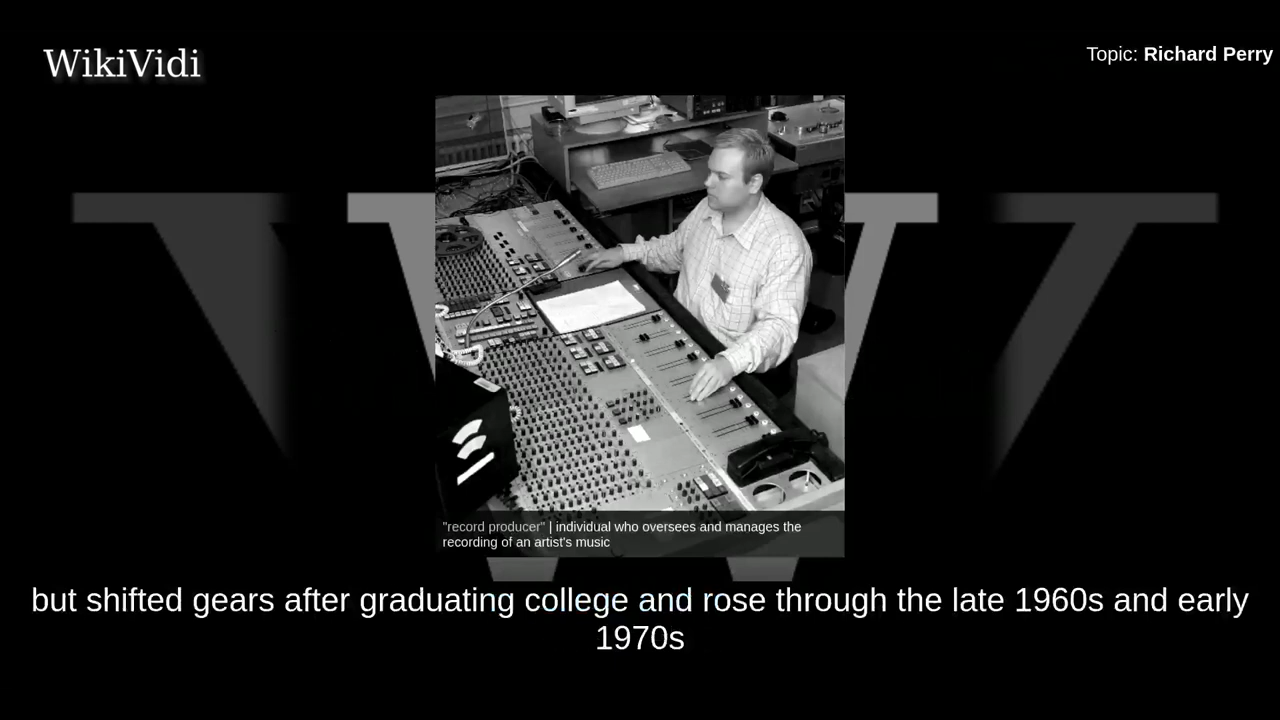 WikiVidi
Topic: Richard Perry
"record producer" | individual who oversees and manages the
recording of an artist's music
but shifted gears after graduating college and rose through the late 1960s and early
1970s